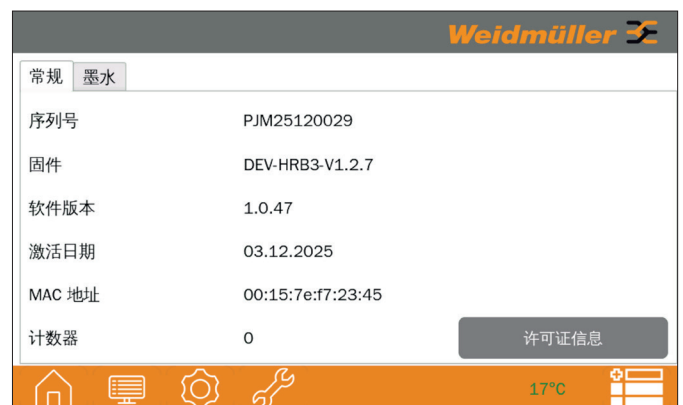 Weidmüller
常规 墨水
序列号 PJM25120029
固件 DEV-HRB3-V1.2.7
软件版本 1.0.47
激活日期 03.12.2025
MAC 地址 00:15:7e:f7:23:45
计数器 0 许可证信息
17°C